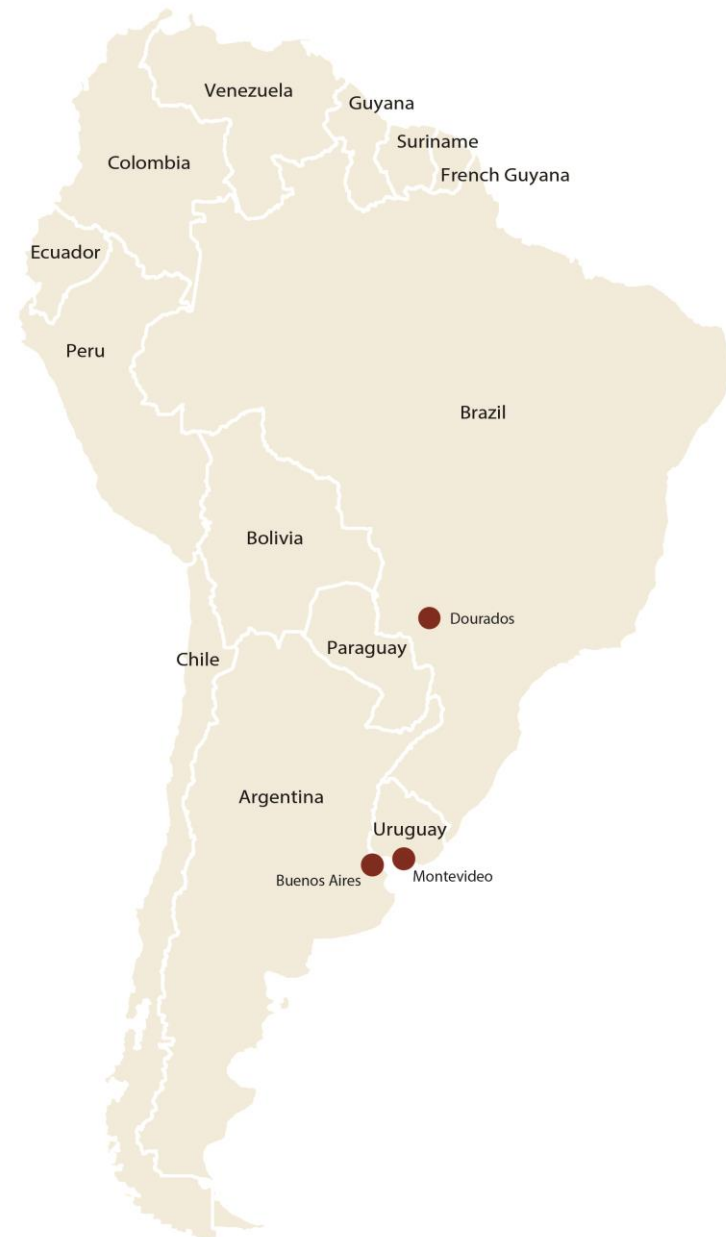 Venezuela
Guyana
Suriname
Colombia
French Guyana
Ecuador
Peru
Brazil
Bolivia
Dourados
Paraguay
Chile
Argentina
Uruguay
Buenos Aires
Montevideo